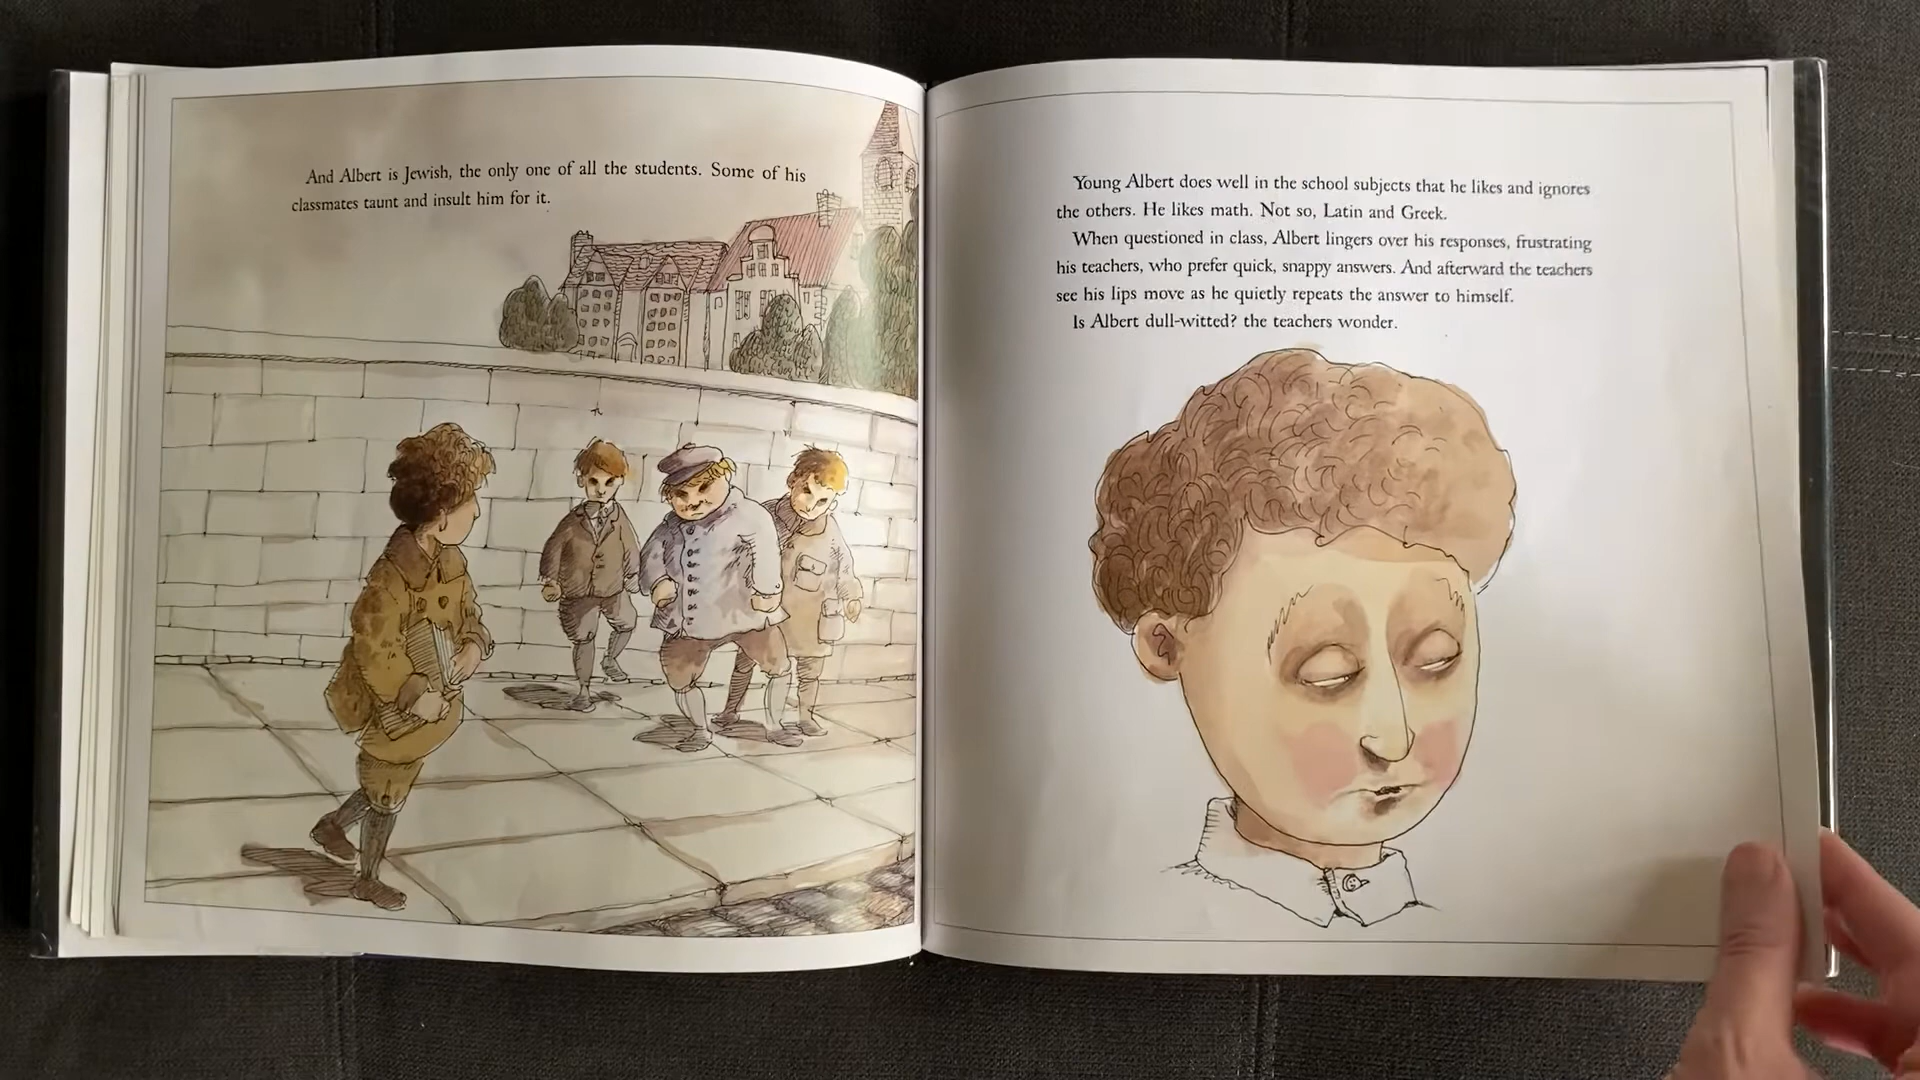 And Albert is Jewish, the only one of all the students. Some of his
classmates taunt and insult him for it.
Young Albert does well in the school subjects that he likes and ignores
the others. He likes math. Not so, Latin and Greek.
When questioned in class, Albert lingers over his responses, frustrating
his teachers, who prefer quick, snappy answers. And afterward the teachers
see his lips move as he quietly repeats the answer to himself.
Is Albert dull-witted? the teachers wonder.